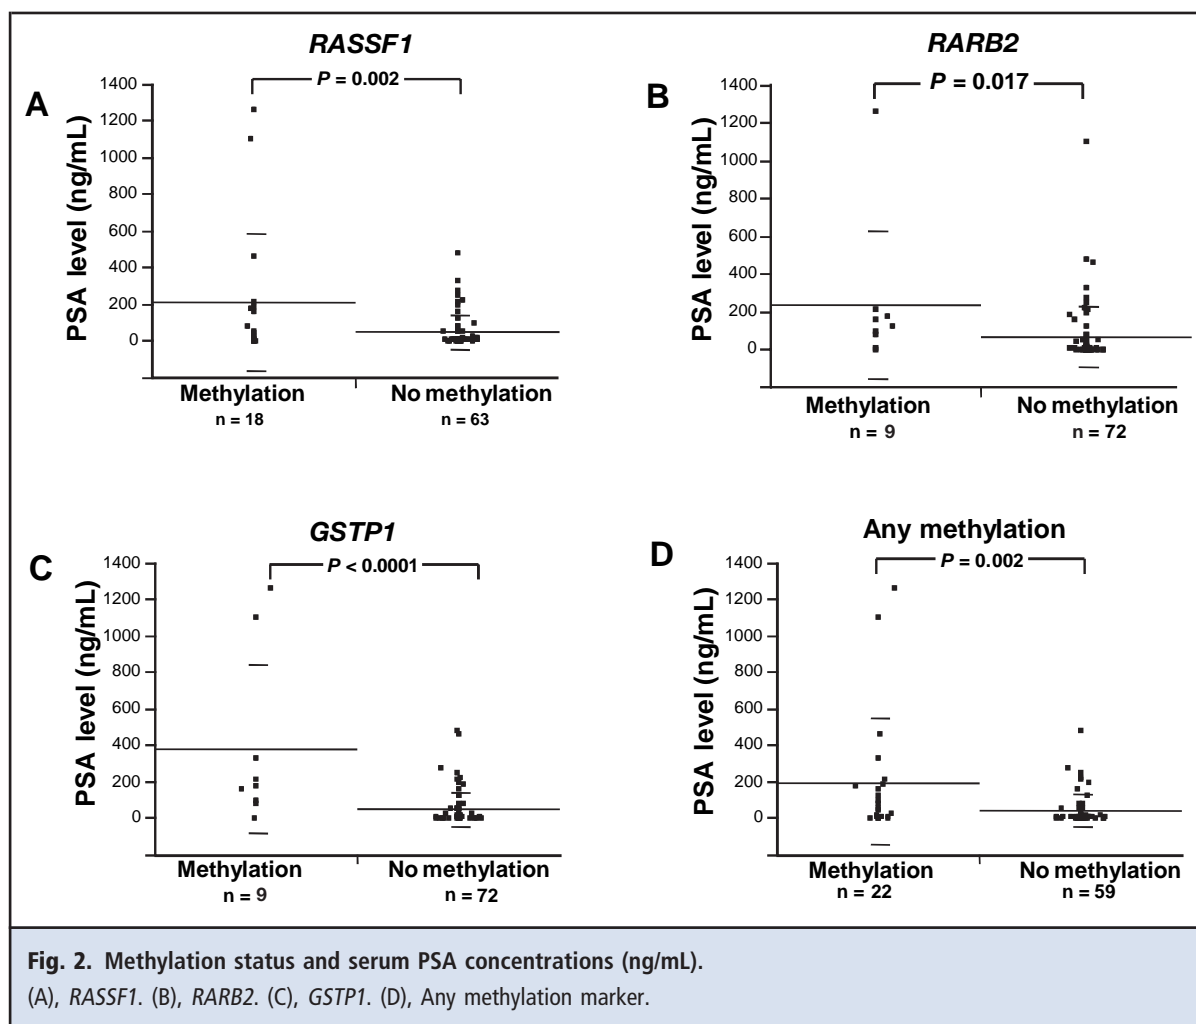 RASSF1
A
P = 0.002
PSA level (ng/mL)
1400
1200
1000
800
600
400
200
0
Methylation
No methylation
n = 18
n = 63
RARB2
B
P = 0.017
PSA level (ng/mL)
1400
1200
1000
800
600
400
200
0
Methylation
No methylation
n = 9
n = 72
GSTP1
C
P < 0.0001
PSA level (ng/mL)
1400
1200
1000
800
600
400
200
0
Methylation
No methylation
n = 9
n = 72
Any methylation
D
P = 0.002
PSA level (ng/mL)
1400
1200
1000
800
600
400
200
0
Methylation
No methylation
n = 22
n = 59
Fig. 2. Methylation status and serum PSA concentrations (ng/mL).
(A), RASSF1. (B), RARB2. (C), GSTP1. (D), Any methylation marker.